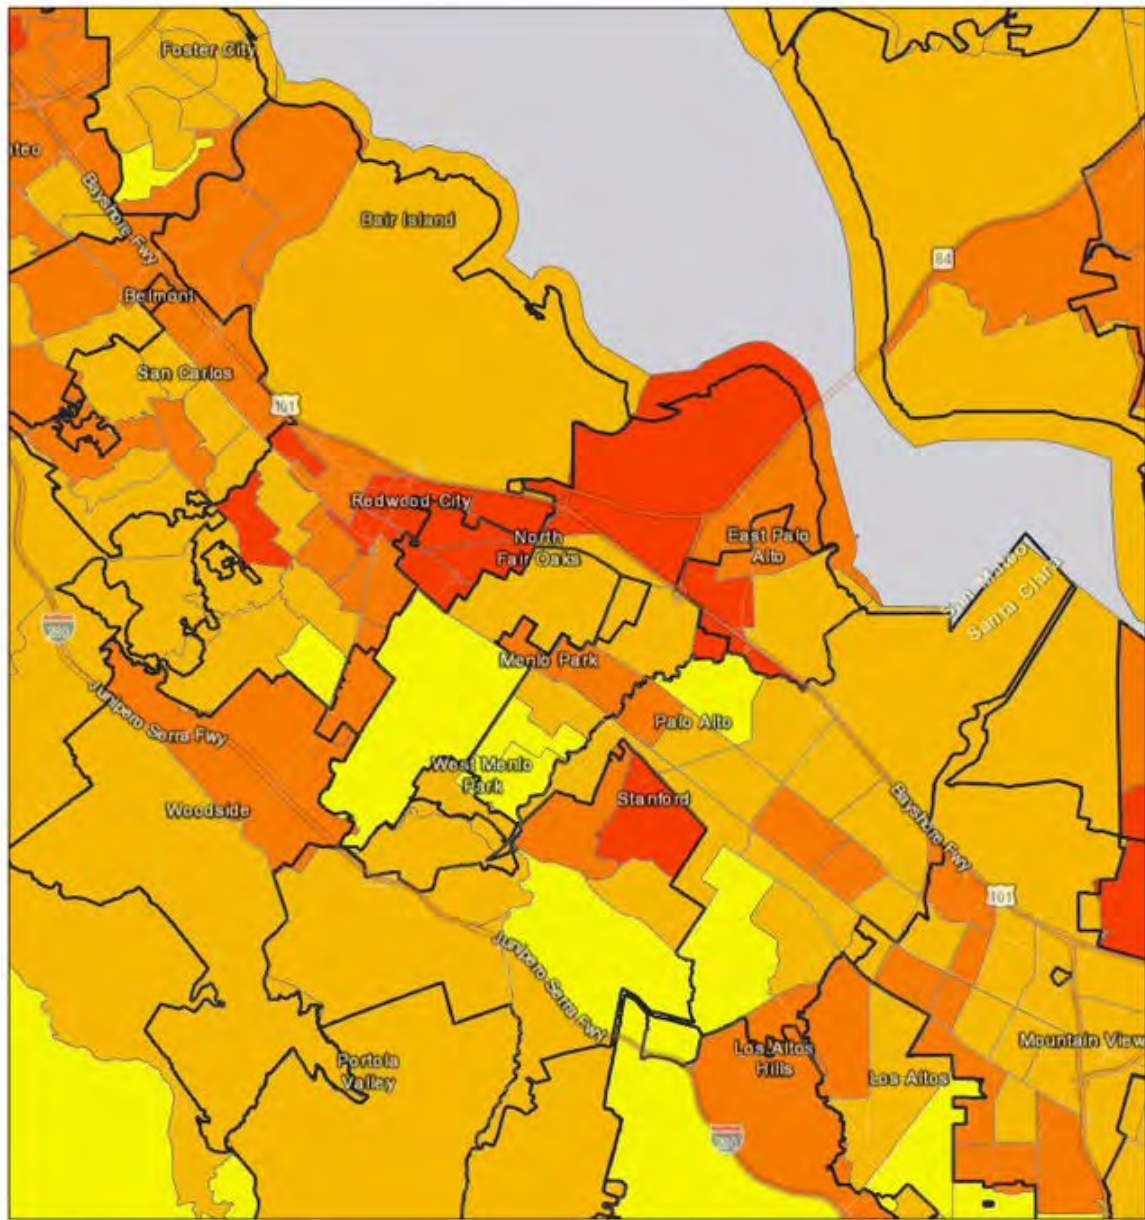 Foster City
ateo
Bayshore Fwy
Bair Island
84
Belmont
San Carlos
101
Redwood City
North
Fair Oaks
East Palo
Alto
San Mateo
Santa Clara
280
Menlo Park
Junipero Serra Fwy
Palo Alto
West Menlo
Park
Stanford
Woodside
Bayshore Fwy
101
Junipero Serra Fwy
Portola
Valley
Los Altos
Hills
Los Altos
Mountain View
280